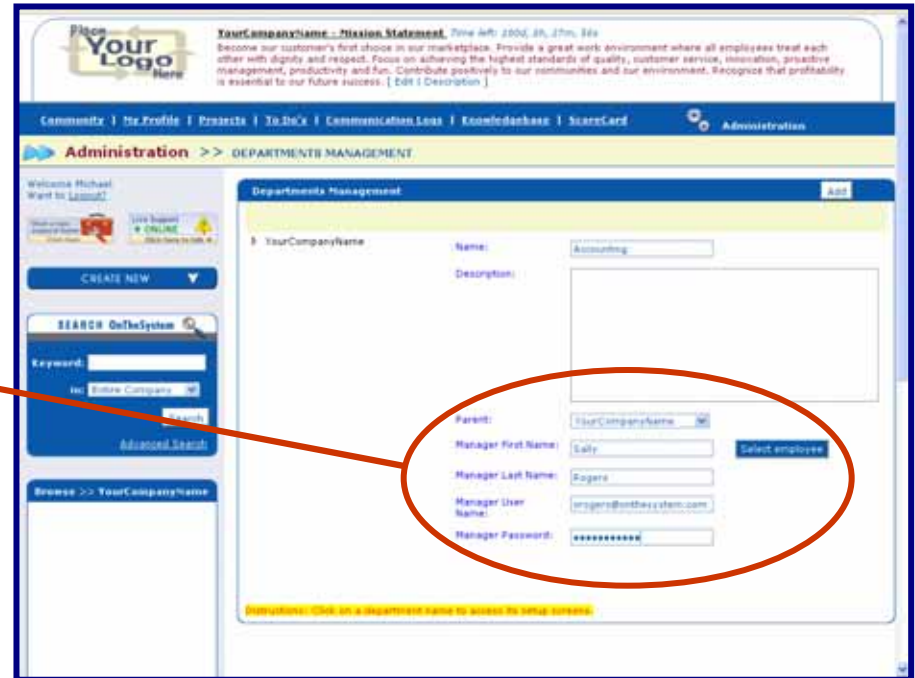 Place
Your
Logo
Here
YourCompanyName - Mission Statement
Become our customer's first choice in our marketplace. Provide a great work environment where all employees treat each
other with dignity and respect. Focus on achieving the highest standards of quality, customer service, innovation, proactive
management, productivity and fun. Contribute positively to our communities and our environment. Recognize that profitability
is essential to our future success. [ Edit | Description ]
Community | My Profile | Projects | To Do's | Communication Logs | Knowledgebase | ScoreCard
Administration
Administration >> DEPARTMENTS MANAGEMENT
Welcome Michael
Want to Logout?
Live Support
ONLINE
Click here to talk
CREATE NEW
SEARCH OnTheSystem
Keyword:
In: Entire Company
Search
Advanced Search
Browse >> YourCompanyName
Departments Management
Add
YourCompanyName
Name: Accounting
Description:
Parent: YourCompanyName
Manager First Name: Sally
Select employee
Manager Last Name: Rogers
Manager User
Name: srogers@onthesystem.com
Manager Password:
Instructions: Click on a department name to access its setup screens.